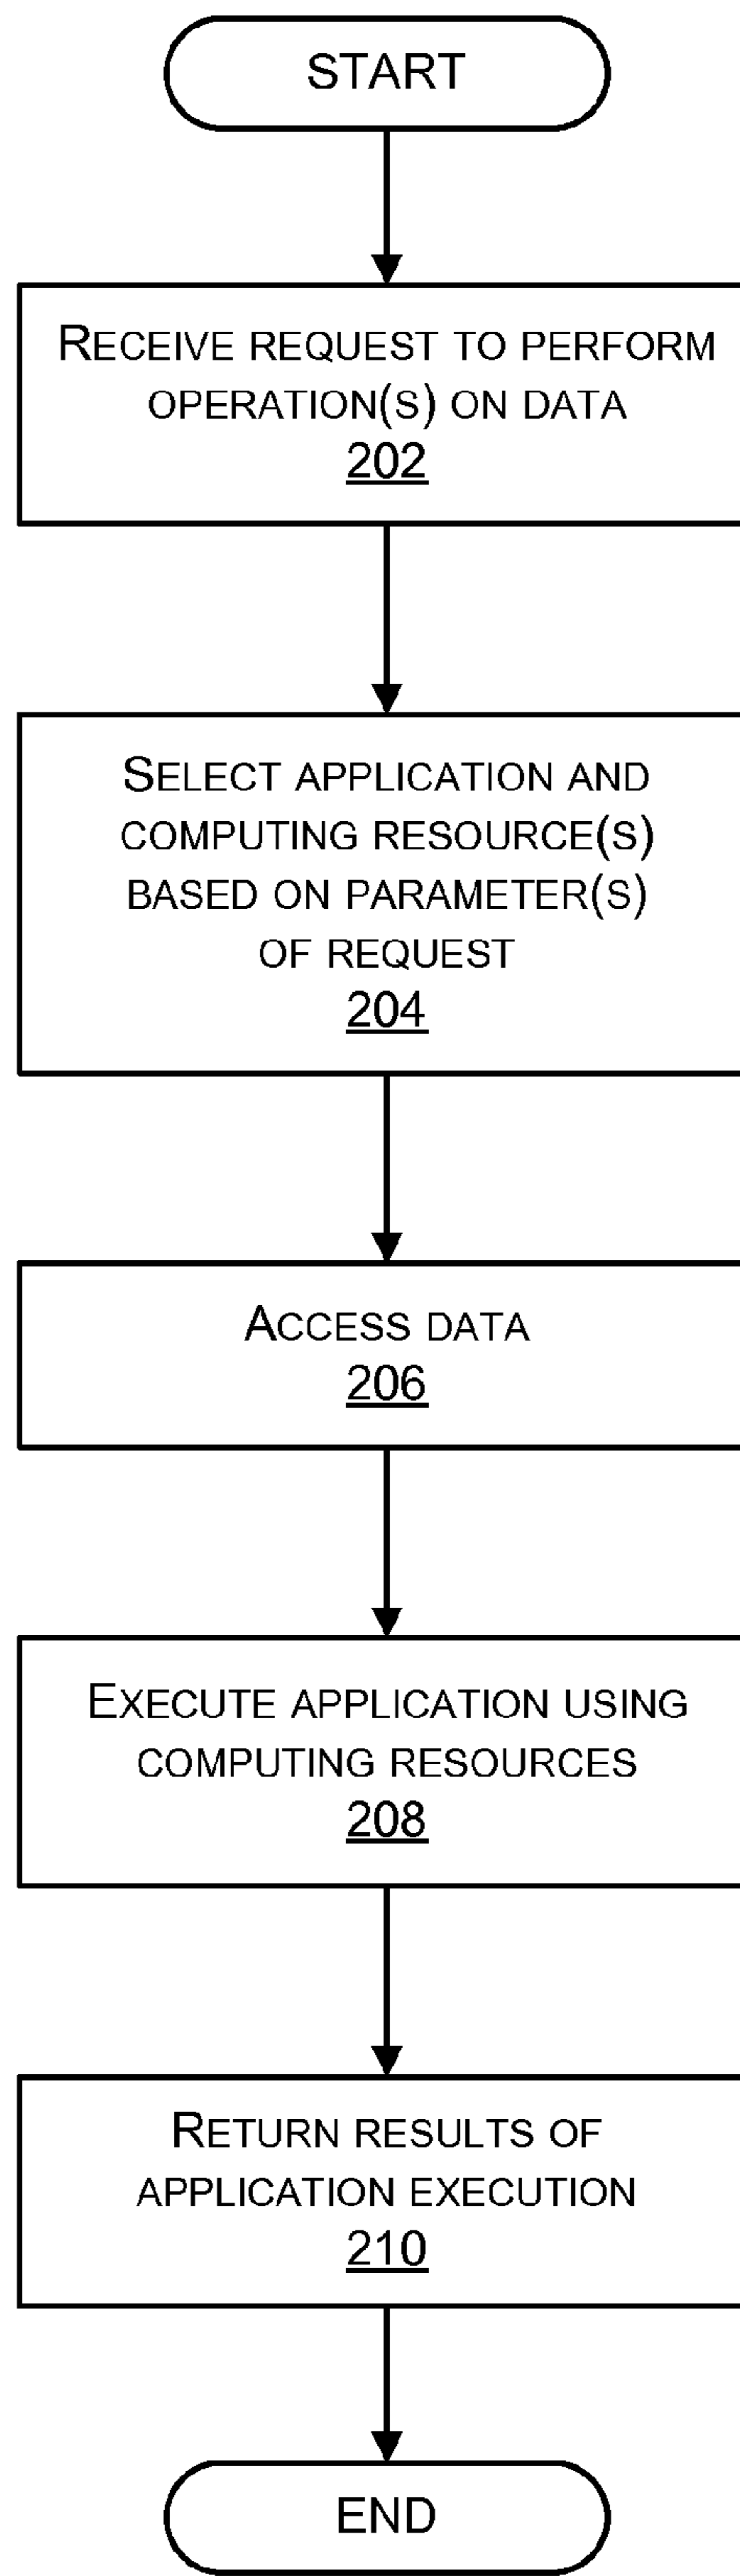 START
RECEIVE REQUEST TO PERFORM
OPERATION(S) ON DATA
202
SELECT APPLICATION AND
COMPUTING RESOURCE(S)
BASED ON PARAMETER(S)
OF REQUEST
204
ACCESS DATA
206
EXECUTE APPLICATION USING
COMPUTING RESOURCES
208
RETURN RESULTS OF
APPLICATION EXECUTION
210
END